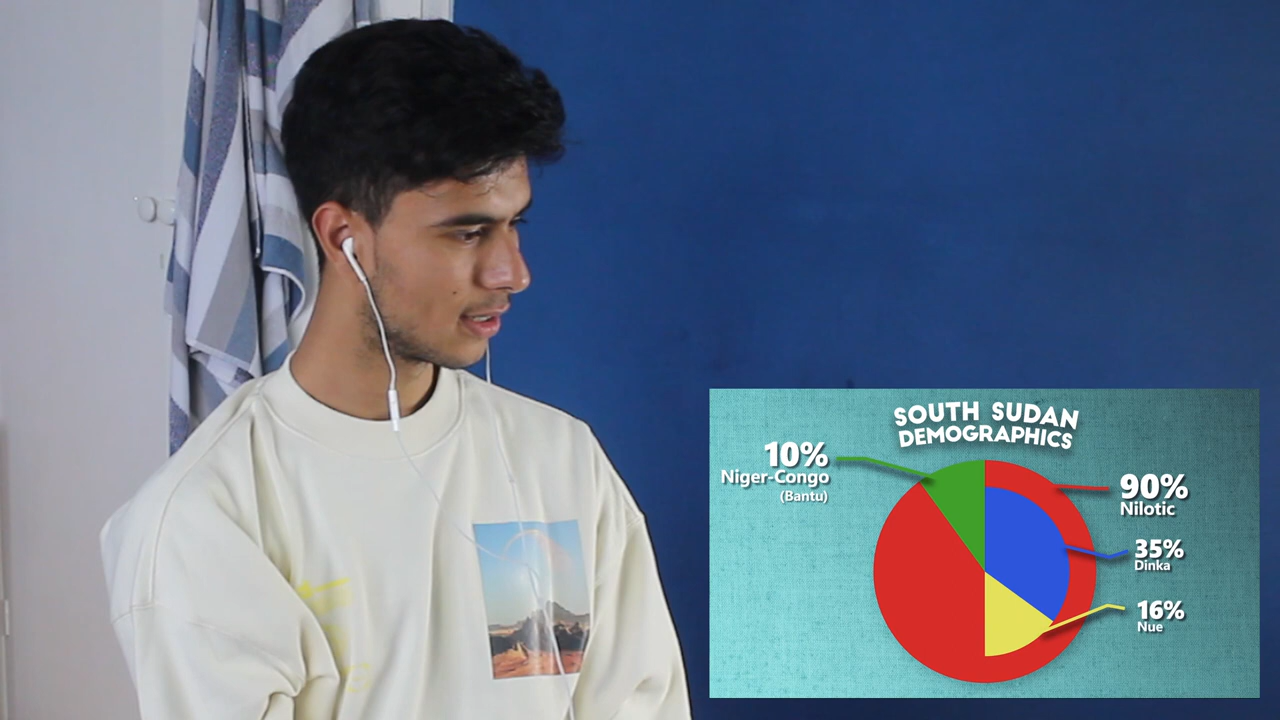 SOUTH SUDAN
DEMOGRAPHICS
10%
Niger-Congo
(Bantu)
90%
Nilotic
35%
Dinka
16%
Nue